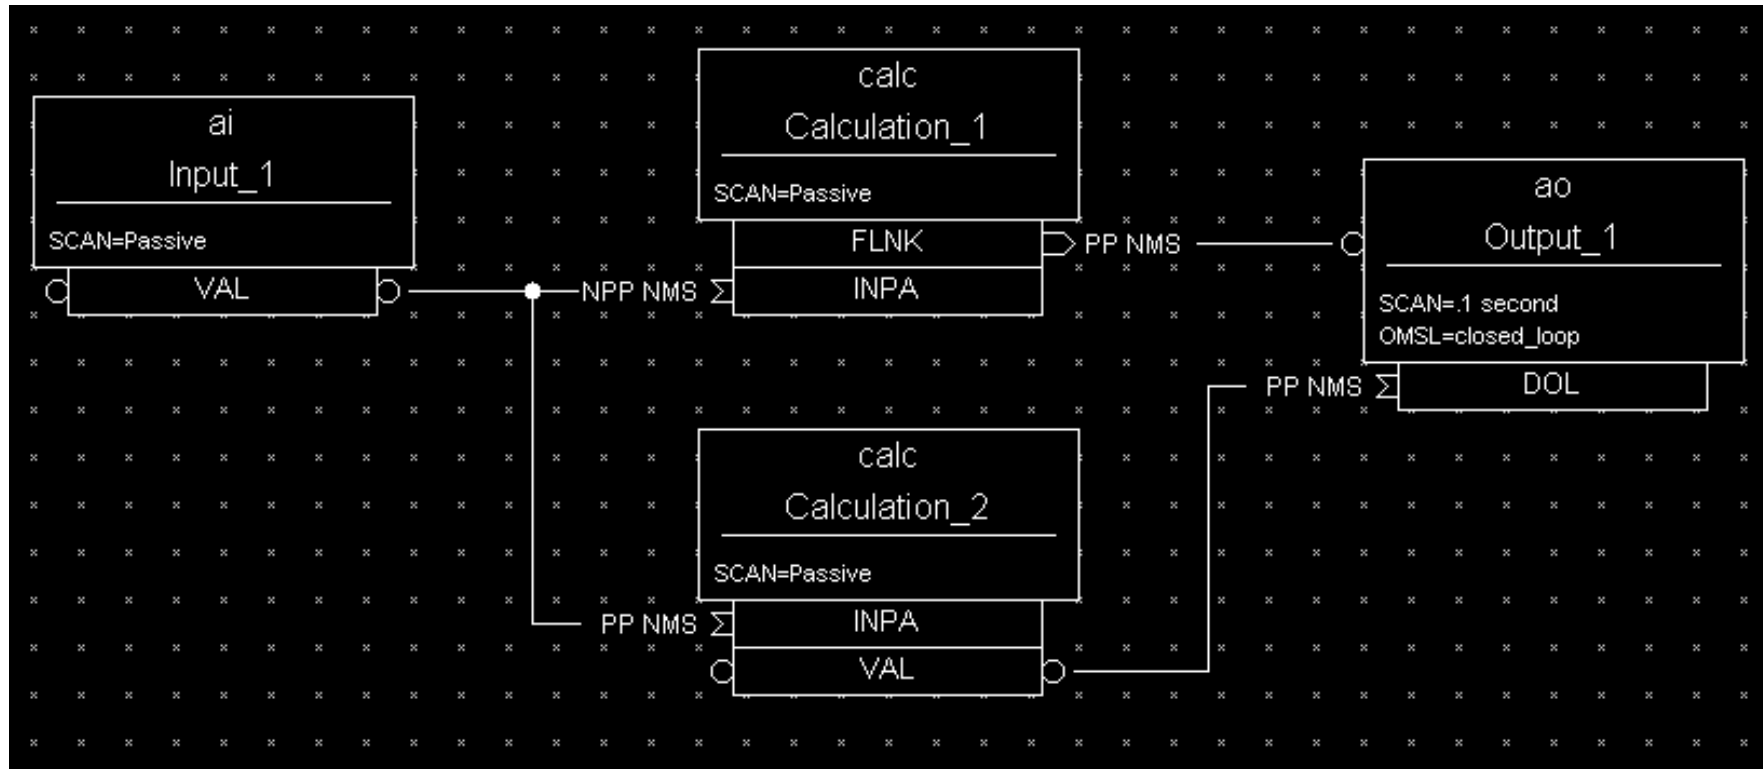 ai
Input_1
SCAN=Passive
VAL
calc
Calculation_1
SCAN=Passive
FLNK
PP NMS
NPP NMS
INPA
calc
Calculation_2
SCAN=Passive
PP NMS
INPA
VAL
ao
Output_1
SCAN=.1 second
OMSL=closed_loop
PP NMS
DOL